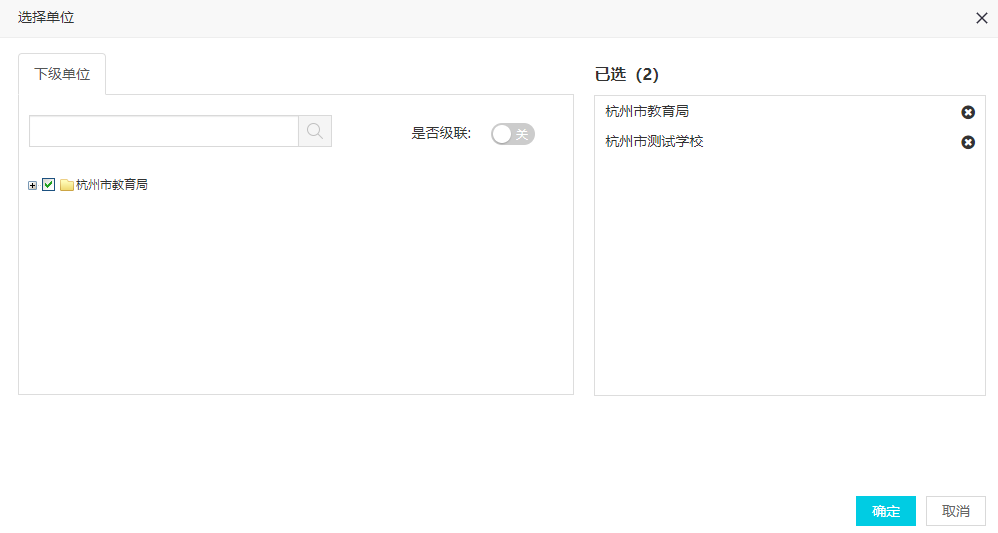 选择单位
下级单位
是否级联:
关
杭州市教育局
已选（2）
杭州市教育局
杭州市测试学校
确定
取消